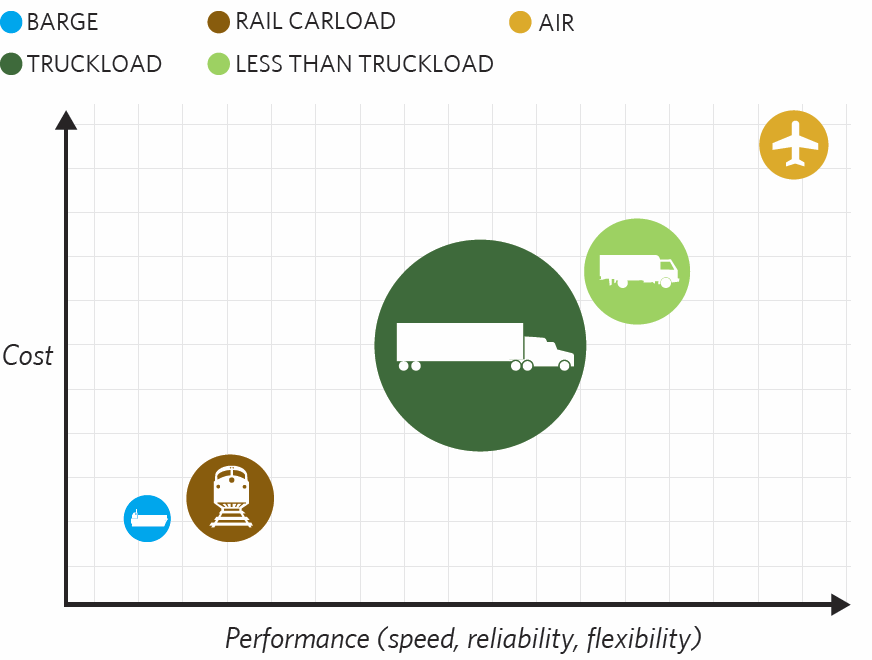 BARGE
RAIL CARLOAD
AIR
TRUCKLOAD
LESS THAN TRUCKLOAD
Cost
Performance (speed, reliability, flexibility)